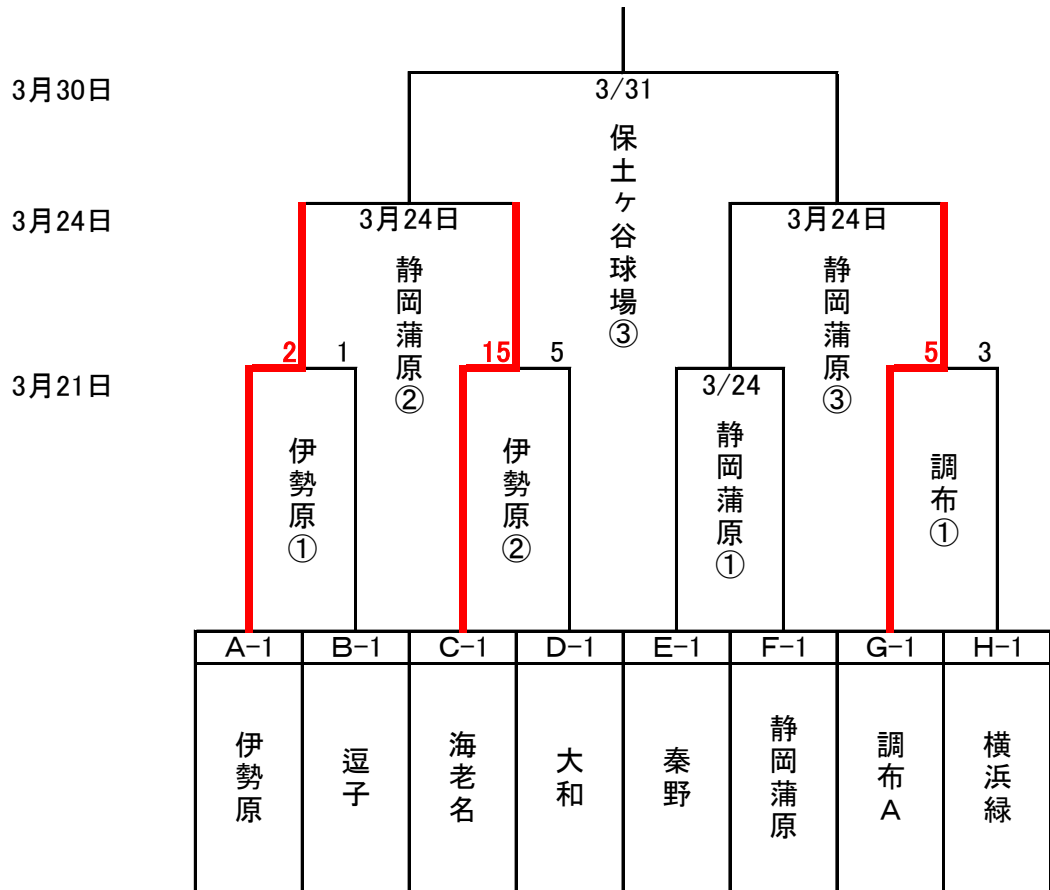 3月30日
3/31
保土ヶ谷球場③
3月24日
3月24日
3月24日
静岡蒲原②
静岡蒲原③
2
1
15
5
5
3
3月21日
3/24
伊勢原①
伊勢原②
静岡蒲原①
調布①
A-1
B-1
C-1
D-1
E-1
F-1
G-1
H-1
伊勢原
逗子
海老名
大和
秦野
静岡蒲原
調布A
横浜緑